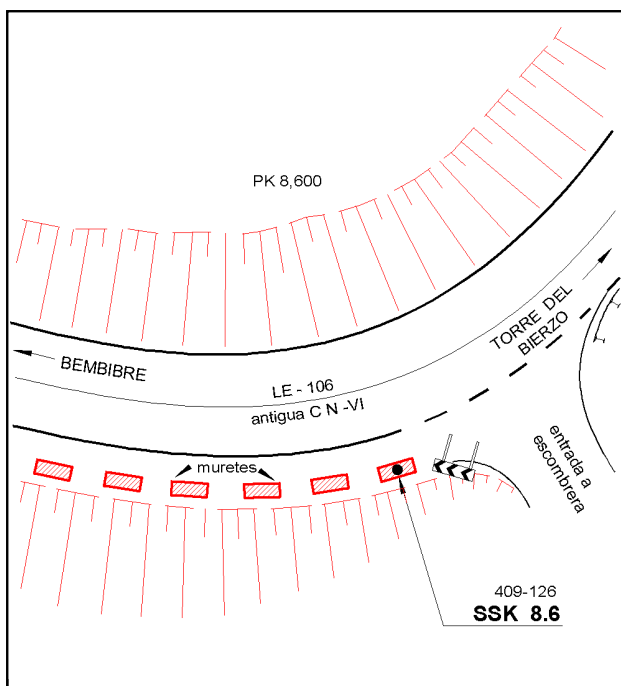 PK 8,600
TORRE DEL
BIERZO
BEMBIBRE
LE - 106
antigua C N -VI
muretes
entrada a
escombrera
409-126
SSK 8.6